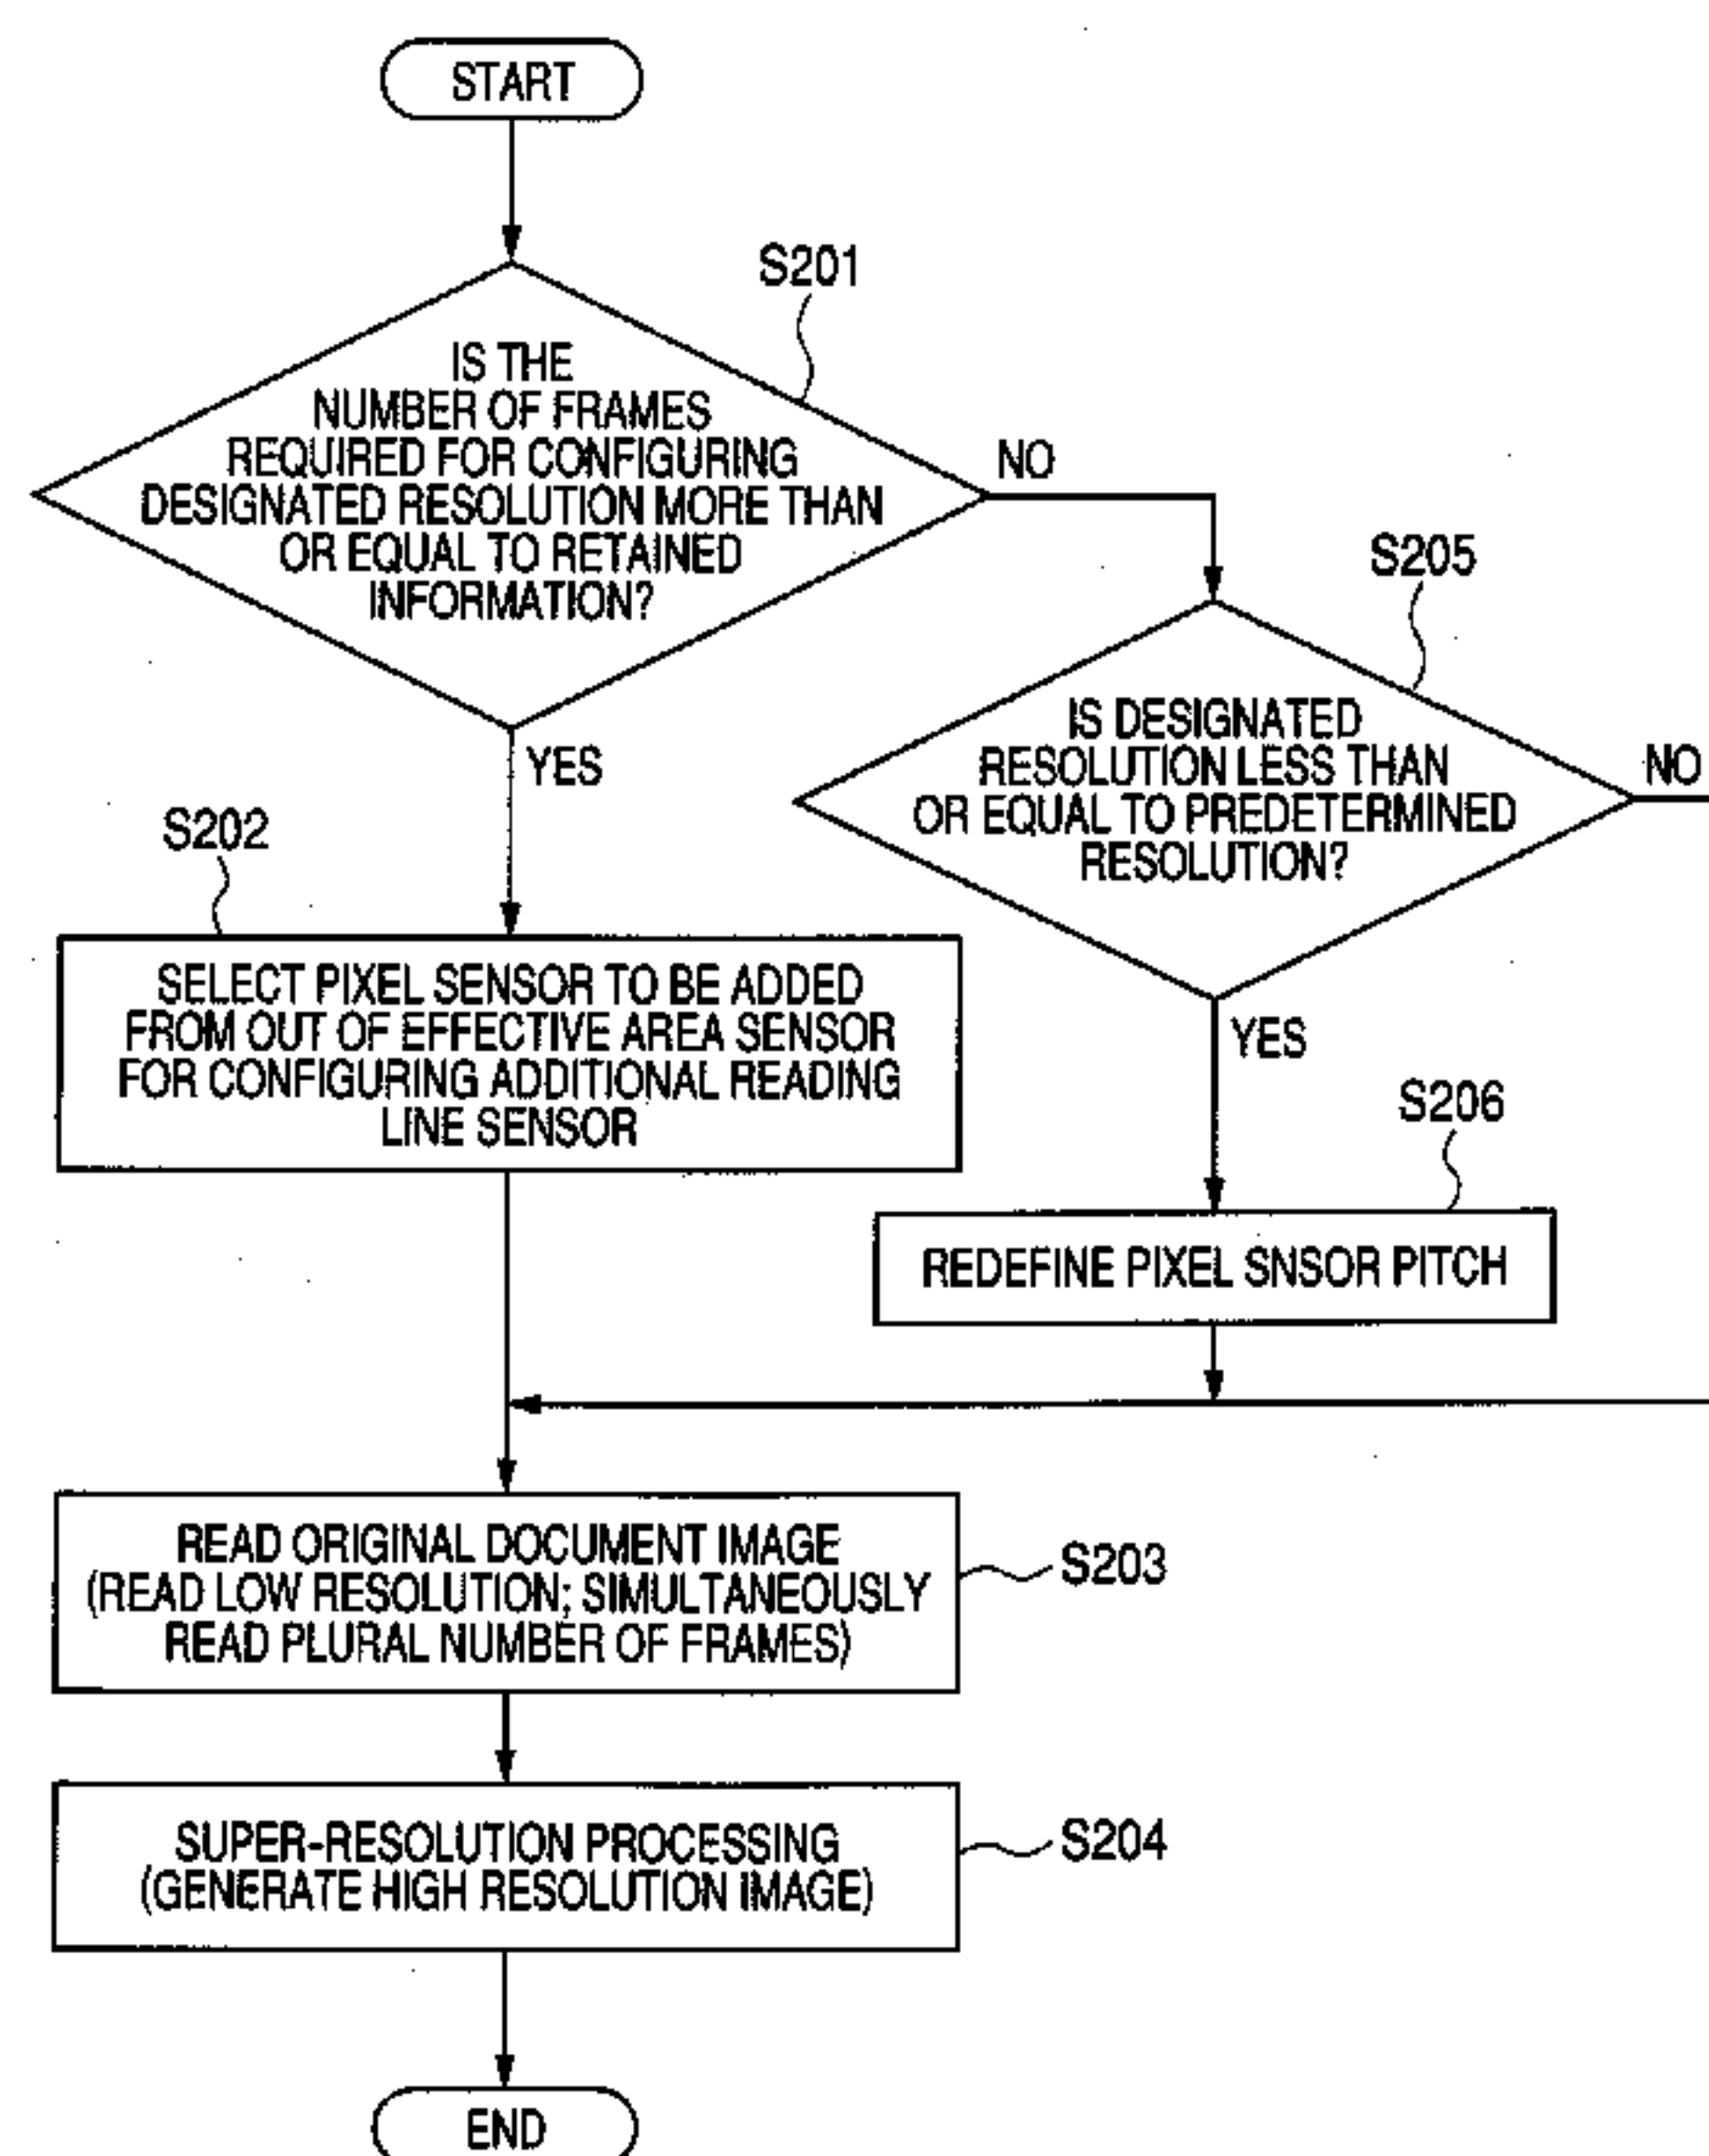 START
S201
IS THE
NUMBER OF FRAMES
REQUIRED FOR CONFIGURING
DESIGNATED RESOLUTION MORE THAN
OR EQUAL TO RETAINED
INFORMATION?
NO
YES
S205
IS DESIGNATED
RESOLUTION LESS THAN
OR EQUAL TO PREDETERMINED
RESOLUTION?
NO
YES
S202
SELECT PIXEL SENSOR TO BE ADDED
FROM OUT OF EFFECTIVE AREA SENSOR
FOR CONFIGURING ADDITIONAL READING
LINE SENSOR
S206
REDEFINE PIXEL SNSOR PITCH
READ ORIGINAL DOCUMENT IMAGE
(READ LOW RESOLUTION; SIMULTANEOUSLY
READ PLURAL NUMBER OF FRAMES)
S203
SUPER-RESOLUTION PROCESSING
(GENERATE HIGH RESOLUTION IMAGE)
S204
END